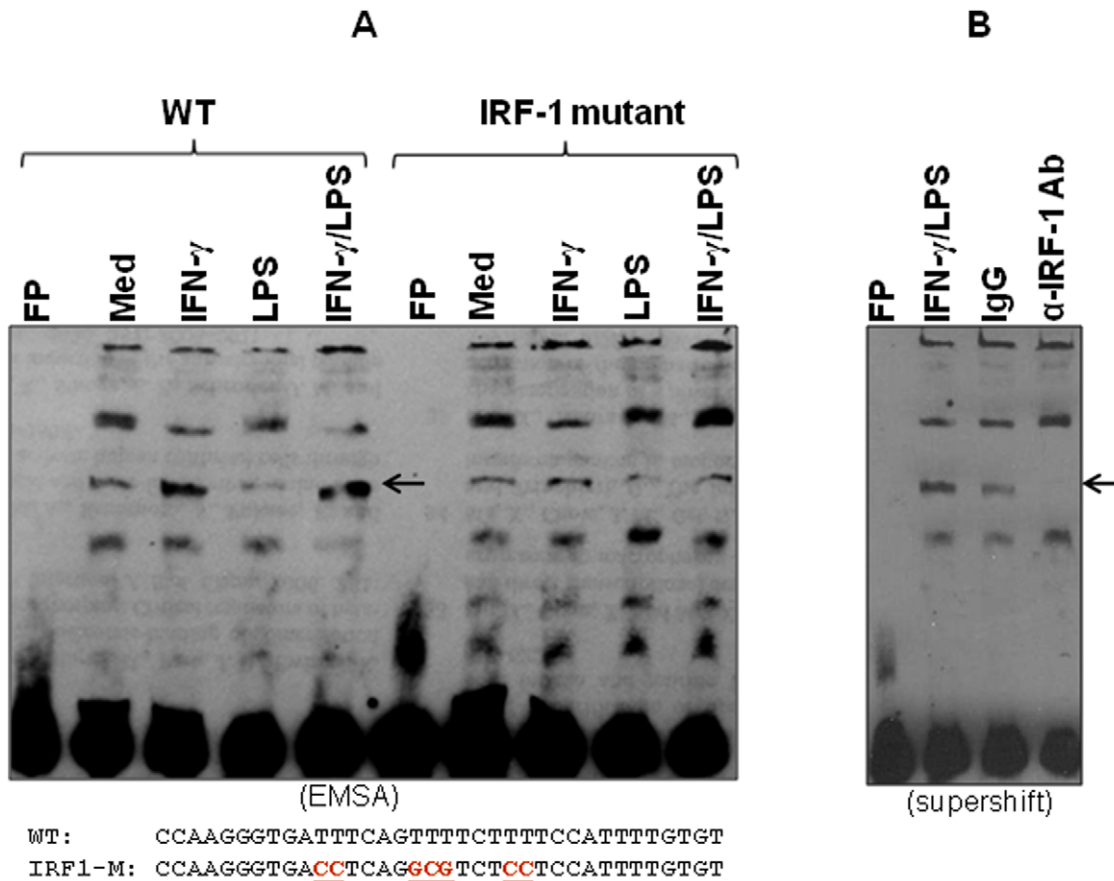 A
B
WT
IRF-1 mutant
FP
Med
IFN-γ
LPS
IFN-γ/LPS
FP
Med
IFN-γ
LPS
IFN-γ/LPS
FP
IFN-γ/LPS
IgG
α-IRF-1 Ab
(EMSA)
(supershift)
WT: CCAAGGGTGATTTCAGTTTTCTTTTCCATTTTGTGT
IRF1-M: CCAAGGGTGACCTCAGGCGTCTCCTCCATTTTGTGT